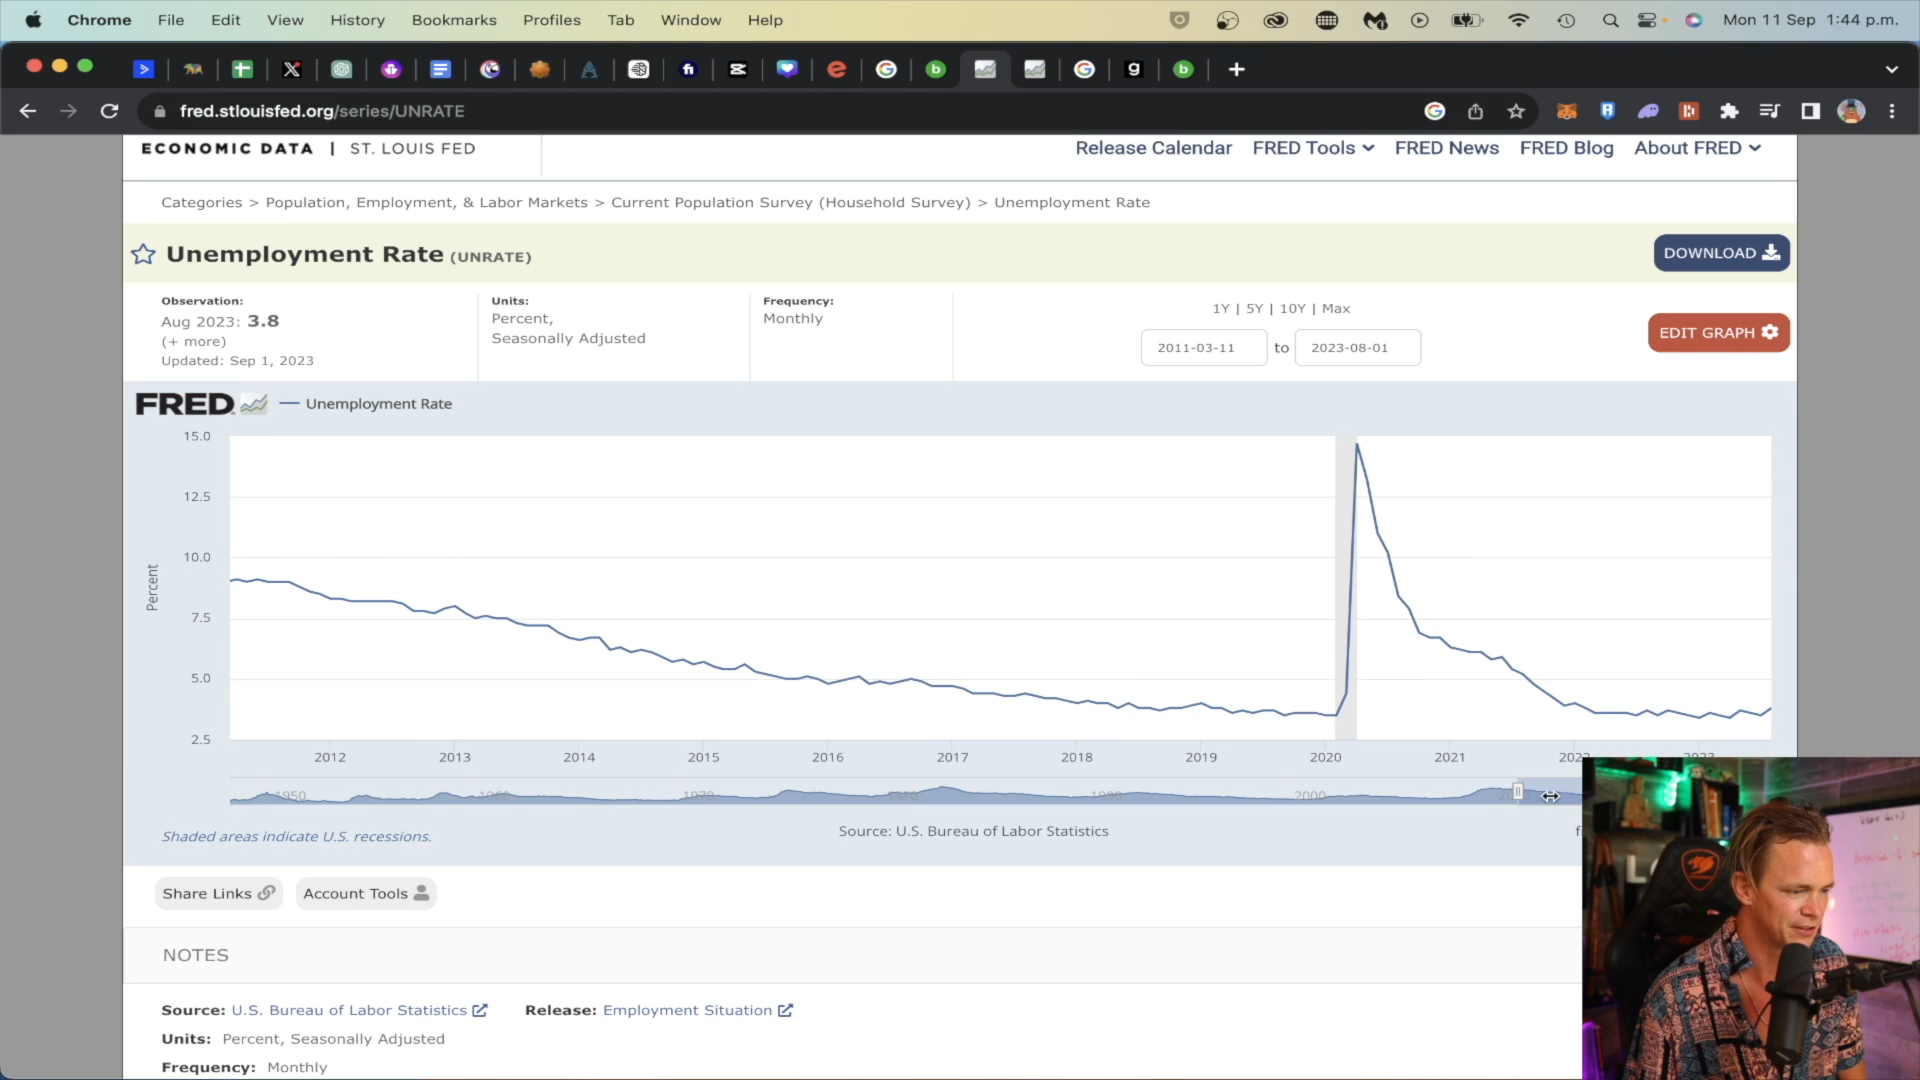 Chrome File Edit View History Bookmarks Profiles Tab Window Help Mon 11 Sep 1:44 p.m.
fred.stlouisfed.org/series/UNRATE
ECONOMIC DATA | ST. LOUIS FED
Release Calendar FRED Tools FRED News FRED Blog About FRED
Categories > Population, Employment, & Labor Markets > Current Population Survey (Household Survey) > Unemployment Rate
Unemployment Rate (UNRATE)
DOWNLOAD
Observation:
Aug 2023: 3.8
(+ more)
Updated: Sep 1, 2023
Units:
Percent,
Seasonally Adjusted
Frequency:
Monthly
1Y | 5Y | 10Y | Max
2011-03-11 to 2023-08-01
EDIT GRAPH
FRED Unemployment Rate
15.0
12.5
10.0
7.5
5.0
2.5
Percent
2012 2013 2014 2015 2016 2017 2018 2019 2020 2021
1950 1960 1970 1980 1990 2000
Shaded areas indicate U.S. recessions.
Source: U.S. Bureau of Labor Statistics
Share Links Account Tools
NOTES
Source: U.S. Bureau of Labor Statistics Release: Employment Situation
Units: Percent, Seasonally Adjusted
Frequency: Monthly